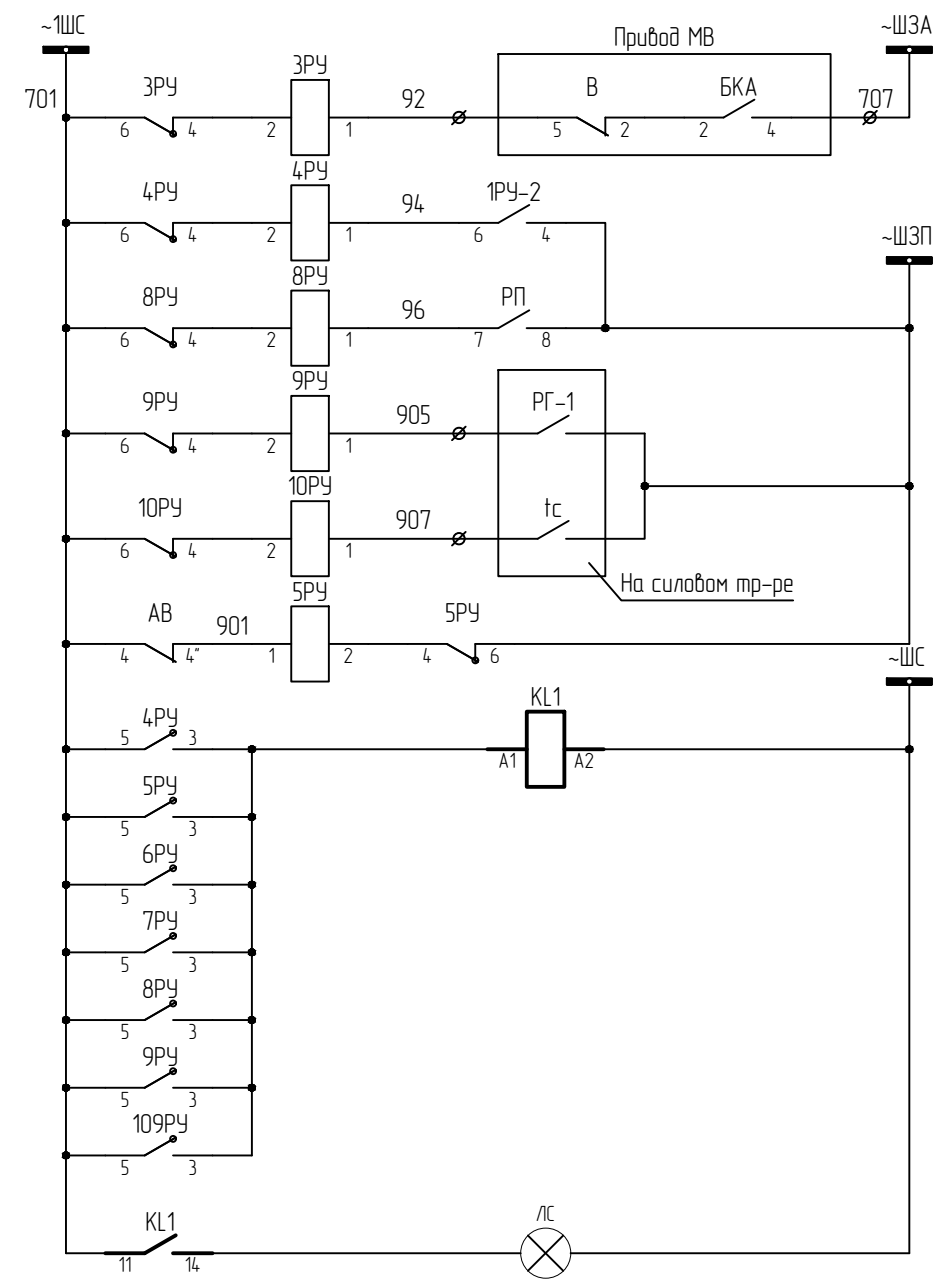 ~1ШС
~ШЗА
Привод МВ
701
3РУ
3РУ
92
В
БКА
707
6
4
2
1
5
2
2
4
4РУ
4РУ
94
1РУ-2
6
4
2
1
6
4
~ШЗП
8РУ
8РУ
96
РП
6
4
2
1
7
8
9РУ
9РУ
905
РГ-1
6
4
2
1
10РУ
10РУ
907
tc
6
4
2
1
На силовом тр-ре
АВ
901
5РУ
5РУ
4
4"
1
2
4
6
~ШС
4РУ
KL1
5
3
A1
A2
5РУ
5
3
6РУ
5
3
7РУ
5
3
8РУ
5
3
9РУ
5
3
109РУ
5
3
KL1
ЛС
11
14